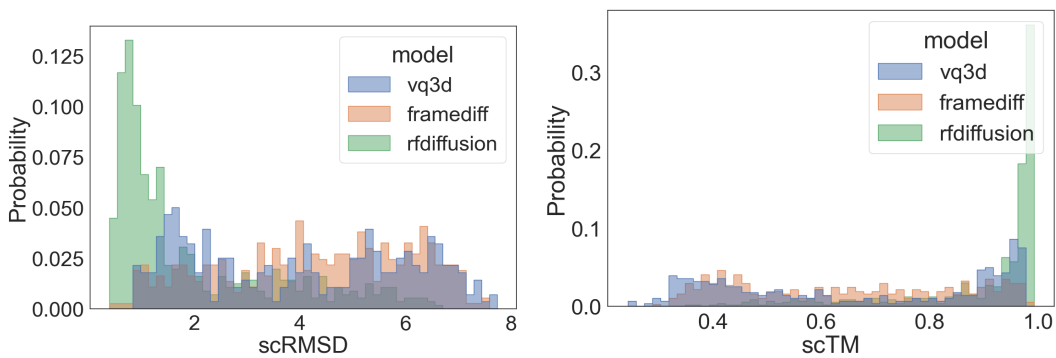 model
vq3d
framediff
rfdiffusion
Probability
0.125
0.100
0.075
0.050
0.025
0.000
2
4
6
8
scRMSD
model
vq3d
framediff
rfdiffusion
Probability
0.3
0.2
0.1
0.0
0.4
0.6
0.8
1.0
scTM